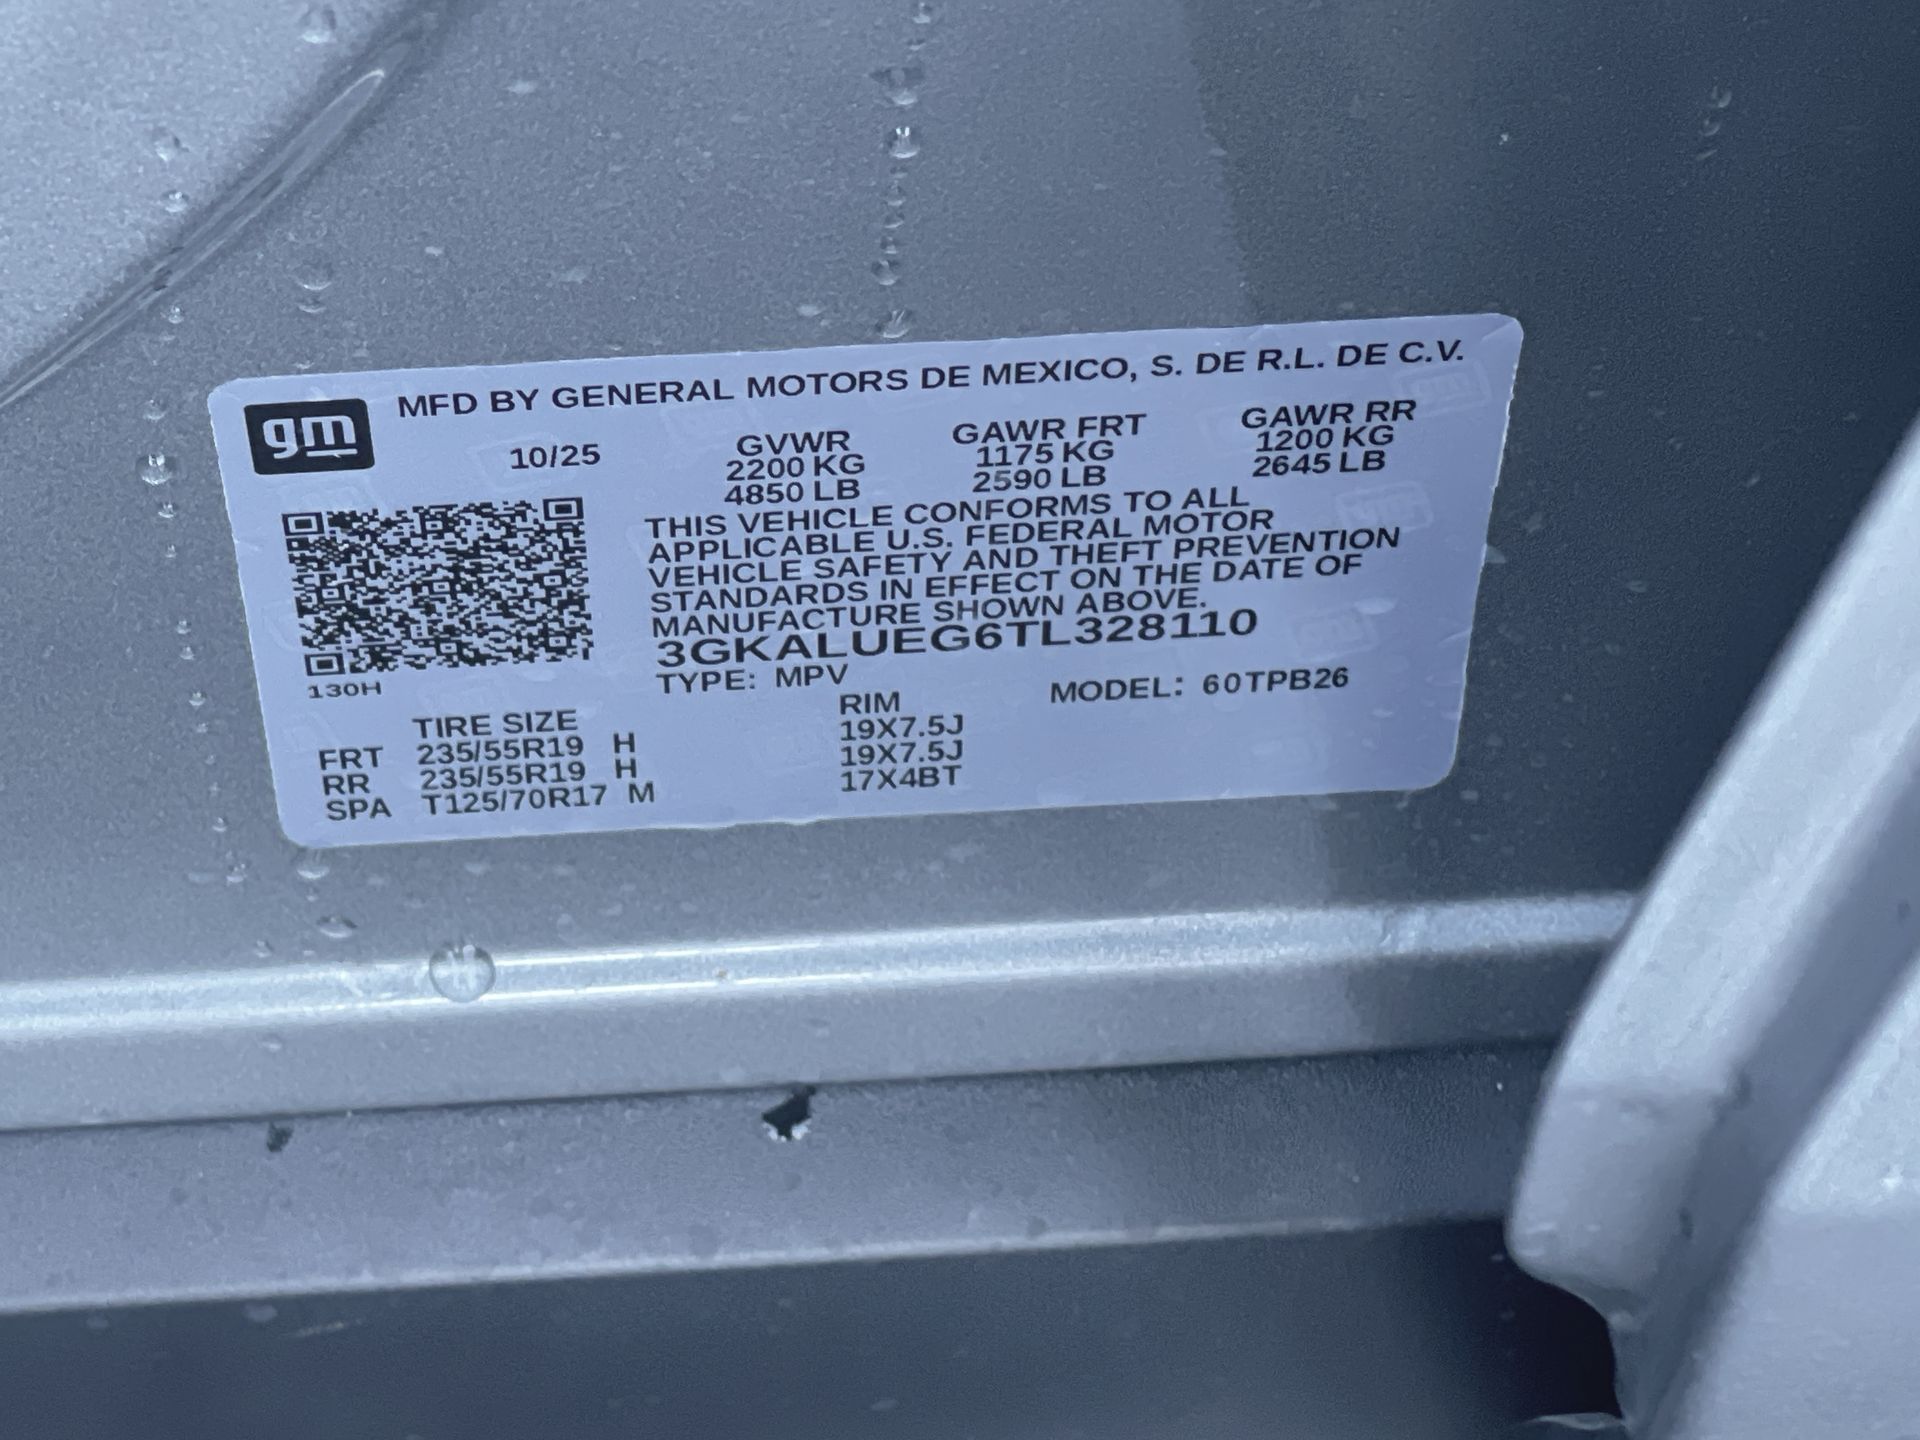 gm
MFD BY GENERAL MOTORS DE MEXICO, S. DE R.L. DE C.V.
10/25 GVWR GAWR FRT GAWR RR
2200 KG 1175 KG 1200 KG
4850 LB 2590 LB 2645 LB
THIS VEHICLE CONFORMS TO ALL
APPLICABLE U.S. FEDERAL MOTOR
VEHICLE SAFETY AND THEFT PREVENTION
STANDARDS IN EFFECT ON THE DATE OF
MANUFACTURE SHOWN ABOVE.
3GKALUEG6TL328110
130H
TYPE: MPV MODEL: 60TPB26
TIRE SIZE RIM
FRT 235/55R19 H 19X7.5J
RR 235/55R19 H 19X7.5J
SPA T125/70R17 M 17X4BT